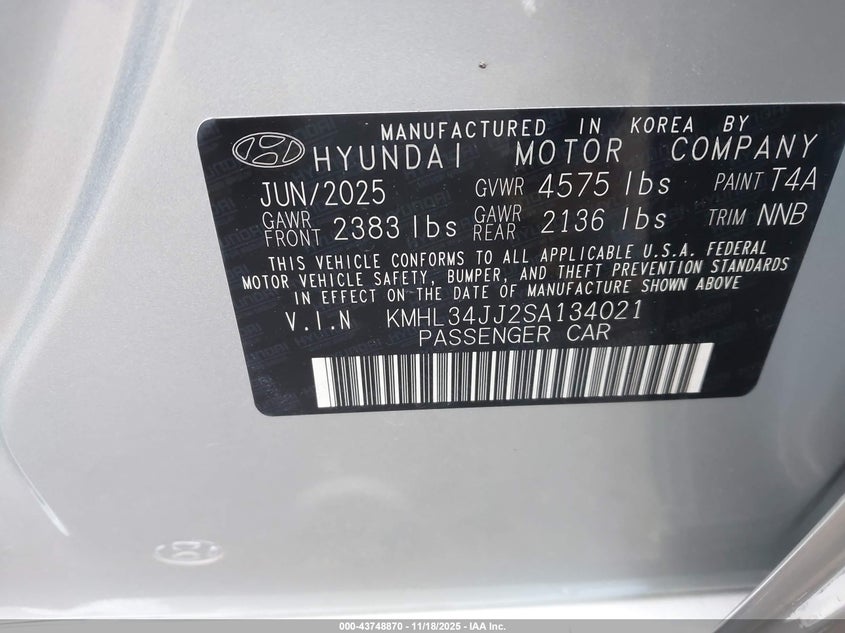 MANUFACTURED IN KOREA BY
HYUNDAI MOTOR COMPANY
JUN/2025 GVWR 4575 lbs PAINT T4A
GAWR FRONT 2383 lbs GAWR REAR 2136 lbs TRIM NNB
THIS VEHICLE CONFORMS TO ALL APPLICABLE U.S.A. FEDERAL
MOTOR VEHICLE SAFETY, BUMPER, AND THEFT PREVENTION STANDARDS
IN EFFECT ON THE DATE OF MANUFACTURE SHOWN ABOVE
V.I.N KMHL34JJ2SA134021
PASSENGER CAR
000-43748870 - 11/18/2025 - IAA Inc.